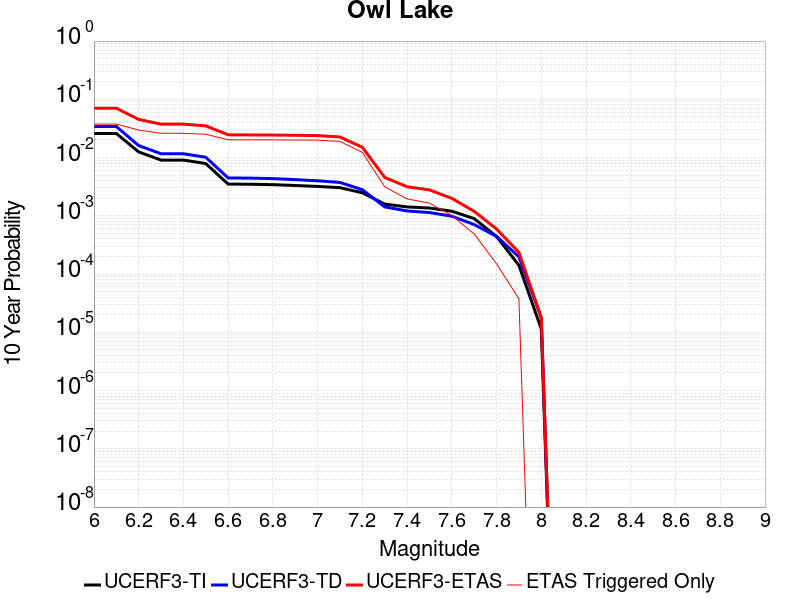 Owl Lake
10^0
10^-1
10^-2
10^-3
10^-4
10^-5
10^-6
10^-7
10^-8
10 Year Probability
6 6.2 6.4 6.6 6.8 7 7.2 7.4 7.6 7.8 8 8.2 8.4 8.6 8.8 9
Magnitude
UCERF3-TI UCERF3-TD UCERF3-ETAS ETAS Triggered Only